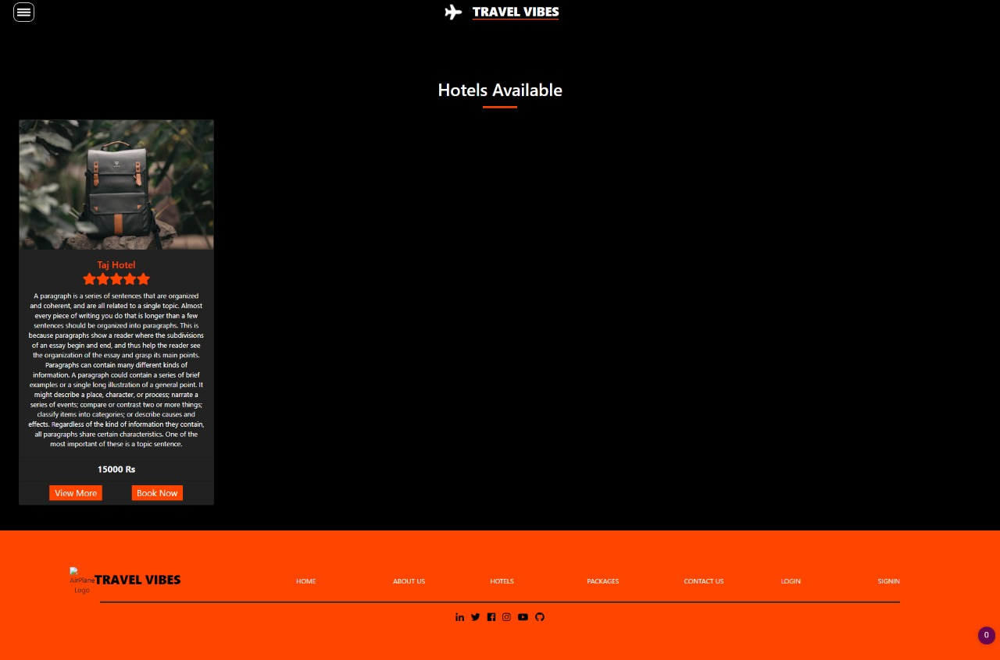 TRAVEL VIBES
Hotels Available
Taj Hotel
A paragraph is a series of sentences that are organized
and coherent, and are all related to a single topic. Almost
every piece of writing you do that is longer than a few
sentences should be organized into paragraphs. This is
because paragraphs show a reader where the subdivisions
of an essay begin and end, and thus help the reader see
the organization of the essay and grasp its main points.
Paragraphs can contain many different kinds of
information. A paragraph could contain a series of brief
examples or a single long illustration of a general point. It
might describe a place, character, or process; narrate a
series of events; compare or contrast two or more things;
classify items into categories; or describe causes and
effects. Regardless of the kind of information they contain,
all paragraphs share certain characteristics. One of the
most important of these is a topic sentence.
15000 Rs
View More Book Now
AirPlane
Logo
TRAVEL VIBES
HOME ABOUT US HOTELS PACKAGES CONTACT US LOGIN SIGNIN
0